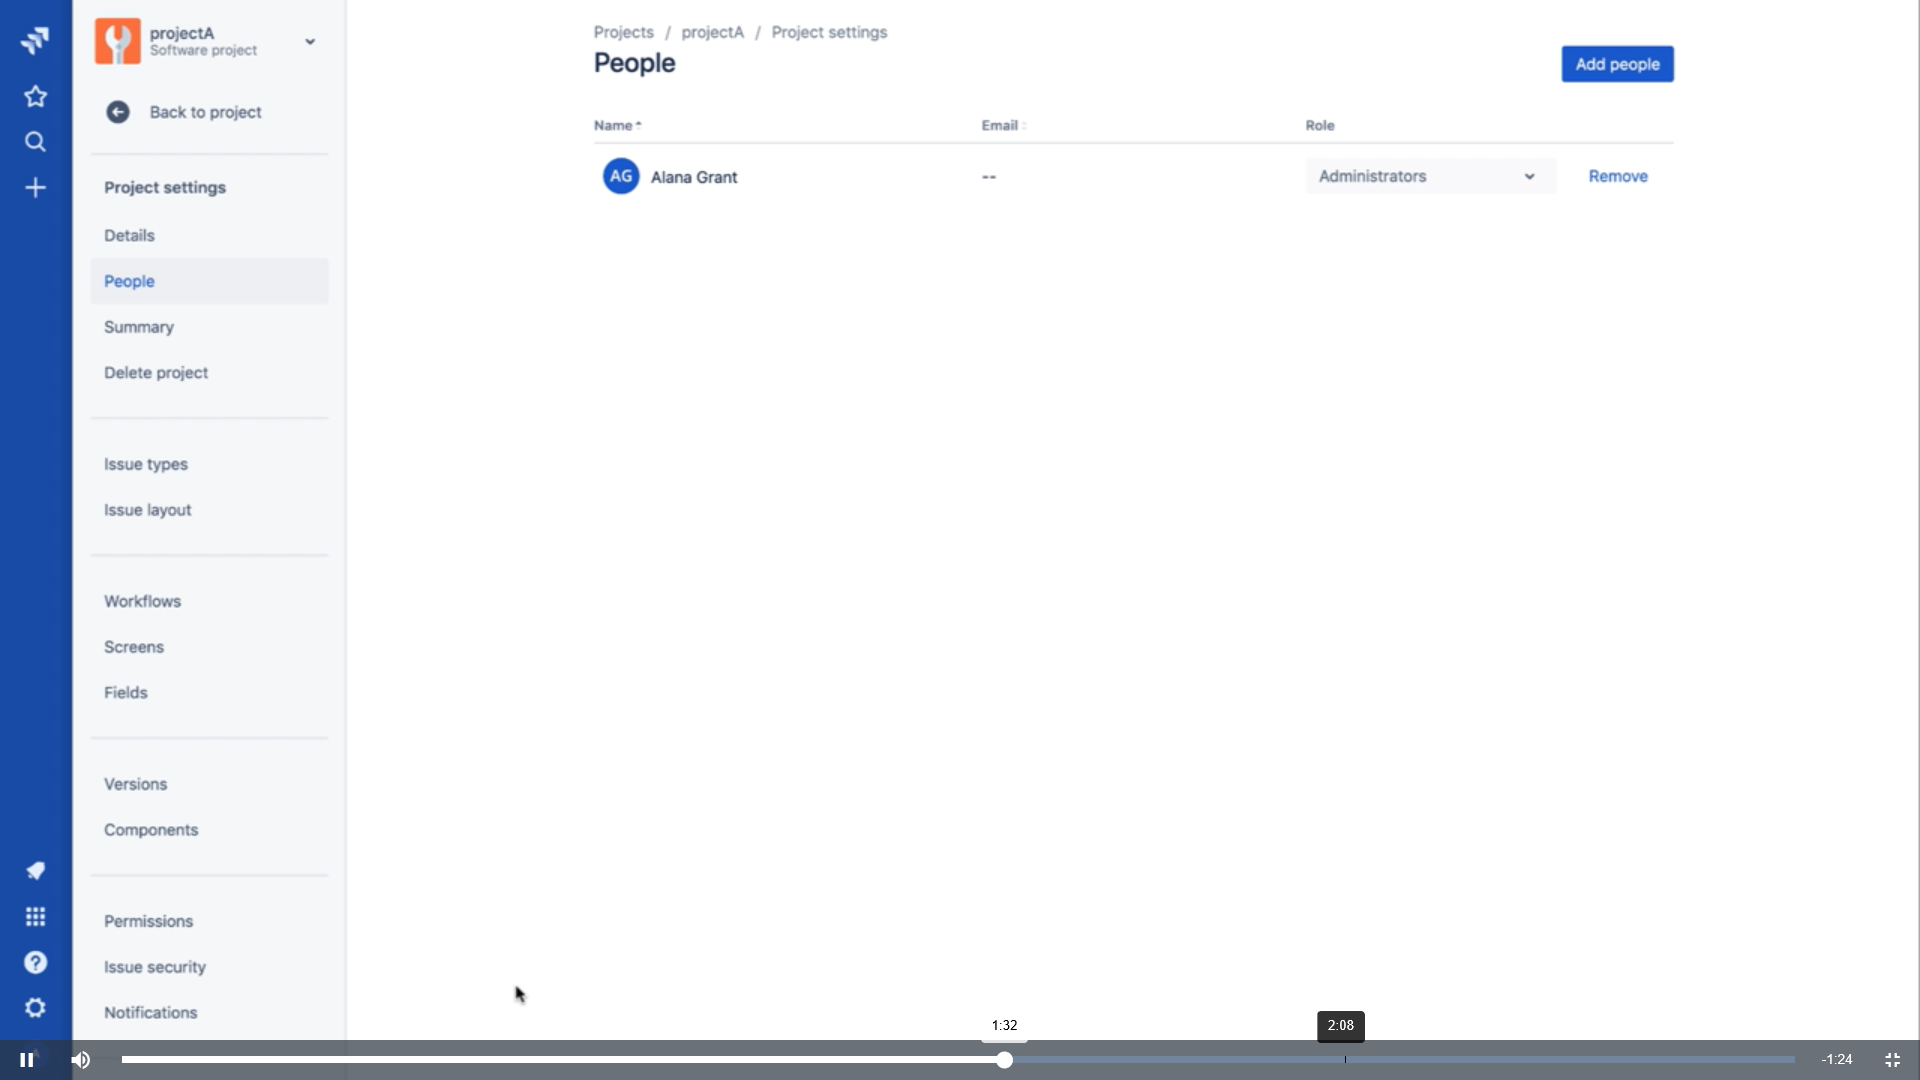 projectA
Software project
Back to project
Project settings
Details
People
Summary
Delete project
Issue types
Issue layout
Workflows
Screens
Fields
Versions
Components
Permissions
Issue security
Notifications
Projects / projectA / Project settings
People
Add people
Name Email Role
AG Alana Grant -- Administrators Remove
1:32 2:08
-1:24